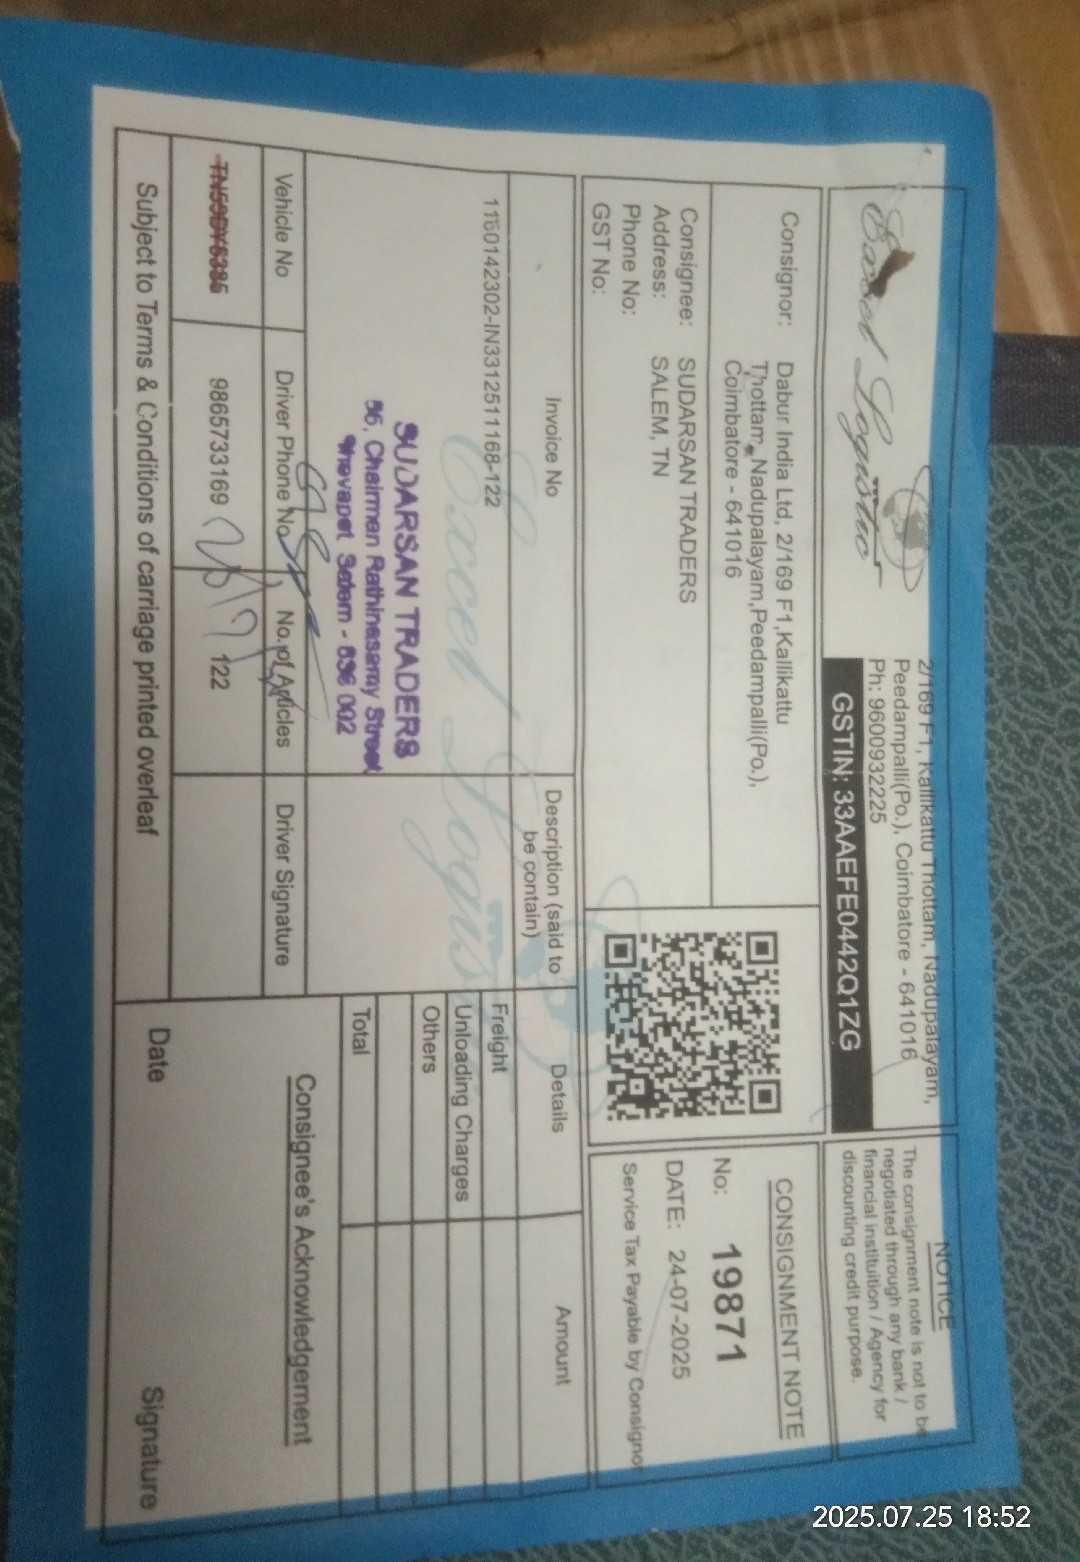 Excel Logistic
2/169 F1, Kallikattu Thottam, Nadupalayam,
Peedampalli(Po.), Coimbatore - 641016
Ph: 9600932225
GSTIN: 33AAEFE0442Q1ZG
NOTICE
The consignment note is not to be
negotiated through any bank /
financial instituition / Agency for
discounting credit purpose.
Consignor: Dabur India Ltd, 2/169 F1,Kallikattu
Thottam, Nadupalayam,Peedampalli(Po.),
Coimbatore - 641016
CONSIGNMENT NOTE
No: 19871
DATE: 24-07-2025
Service Tax Payable by Consignor
Consignee: SUDARSAN TRADERS
Address: SALEM, TN
Phone No:
GST No:
Invoice No
Description (said to
be contain)
Details
Amount
1160142302-IN3312511168-122
Excel Logistic
Freight
Unloading Charges
Others
Total
SUDARSAN TRADERS
56, Chairman Rathinasamy Street
Shevapet Salem - 636 002
Vehicle No
Driver Phone No
No. of Articles
Driver Signature
9865733169
122
Consignee's Acknowledgement
Date
Signature
Subject to Terms & Conditions of carriage printed overleaf
2025.07.25 18:52